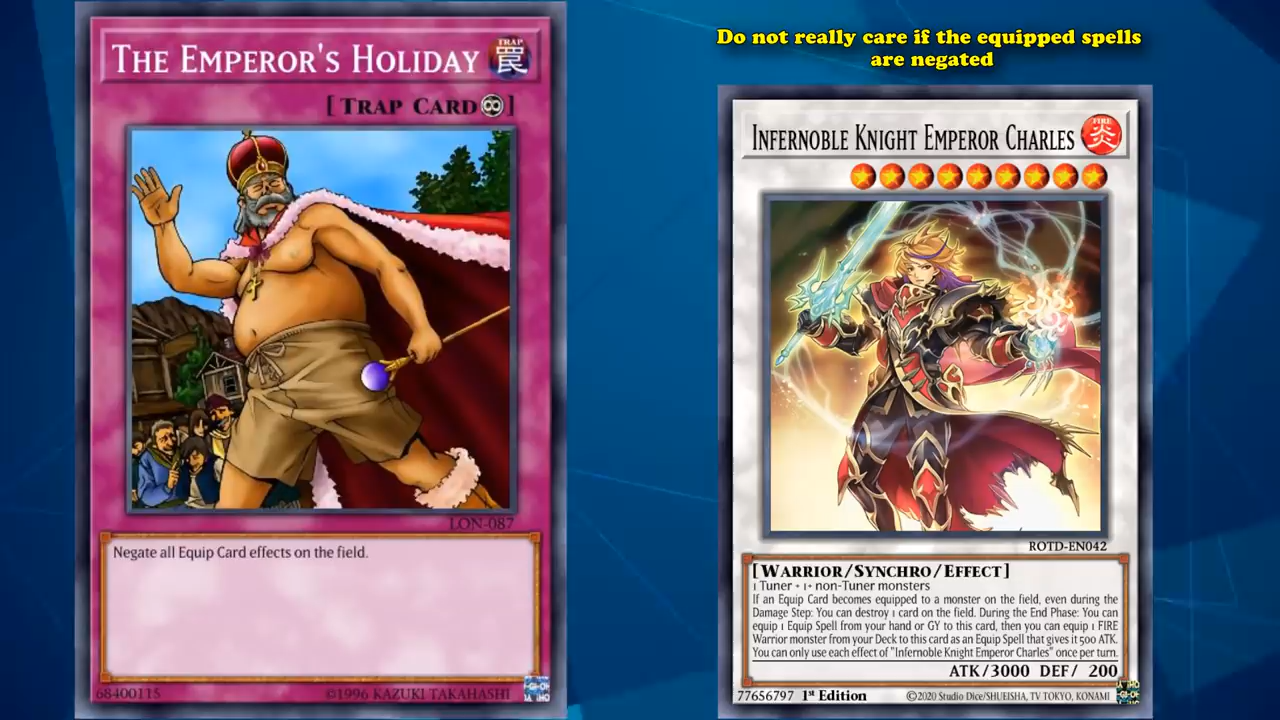 THE EMPEROR'S HOLIDAY
TRAP
罠
[TRAP CARD♾]
LON-087
Negate all Equip Card effects on the field.
68400115
©1996 KAZUKI TAKAHASHI
Do not really care if the equipped spells
are negated
INFERNOBLE KNIGHT EMPEROR CHARLES
FIRE
炎
ROTD-EN042
[WARRIOR/SYNCHRO/EFFECT]
1 Tuner + 1+ non-Tuner monsters
If an Equip Card becomes equipped to a monster on the field, even during the
Damage Step: You can destroy 1 card on the field. During the End Phase: You can
equip 1 Equip Spell from your hand or GY to this card, then you can equip 1 FIRE
Warrior monster from your Deck to this card as an Equip Spell that gives it 500 ATK.
You can only use each effect of "Infernoble Knight Emperor Charles" once per turn.
ATK/3000 DEF/ 200
77656797 1st Edition
©2020 Studio Dice/SHUEISHA, TV TOKYO, KONAMI